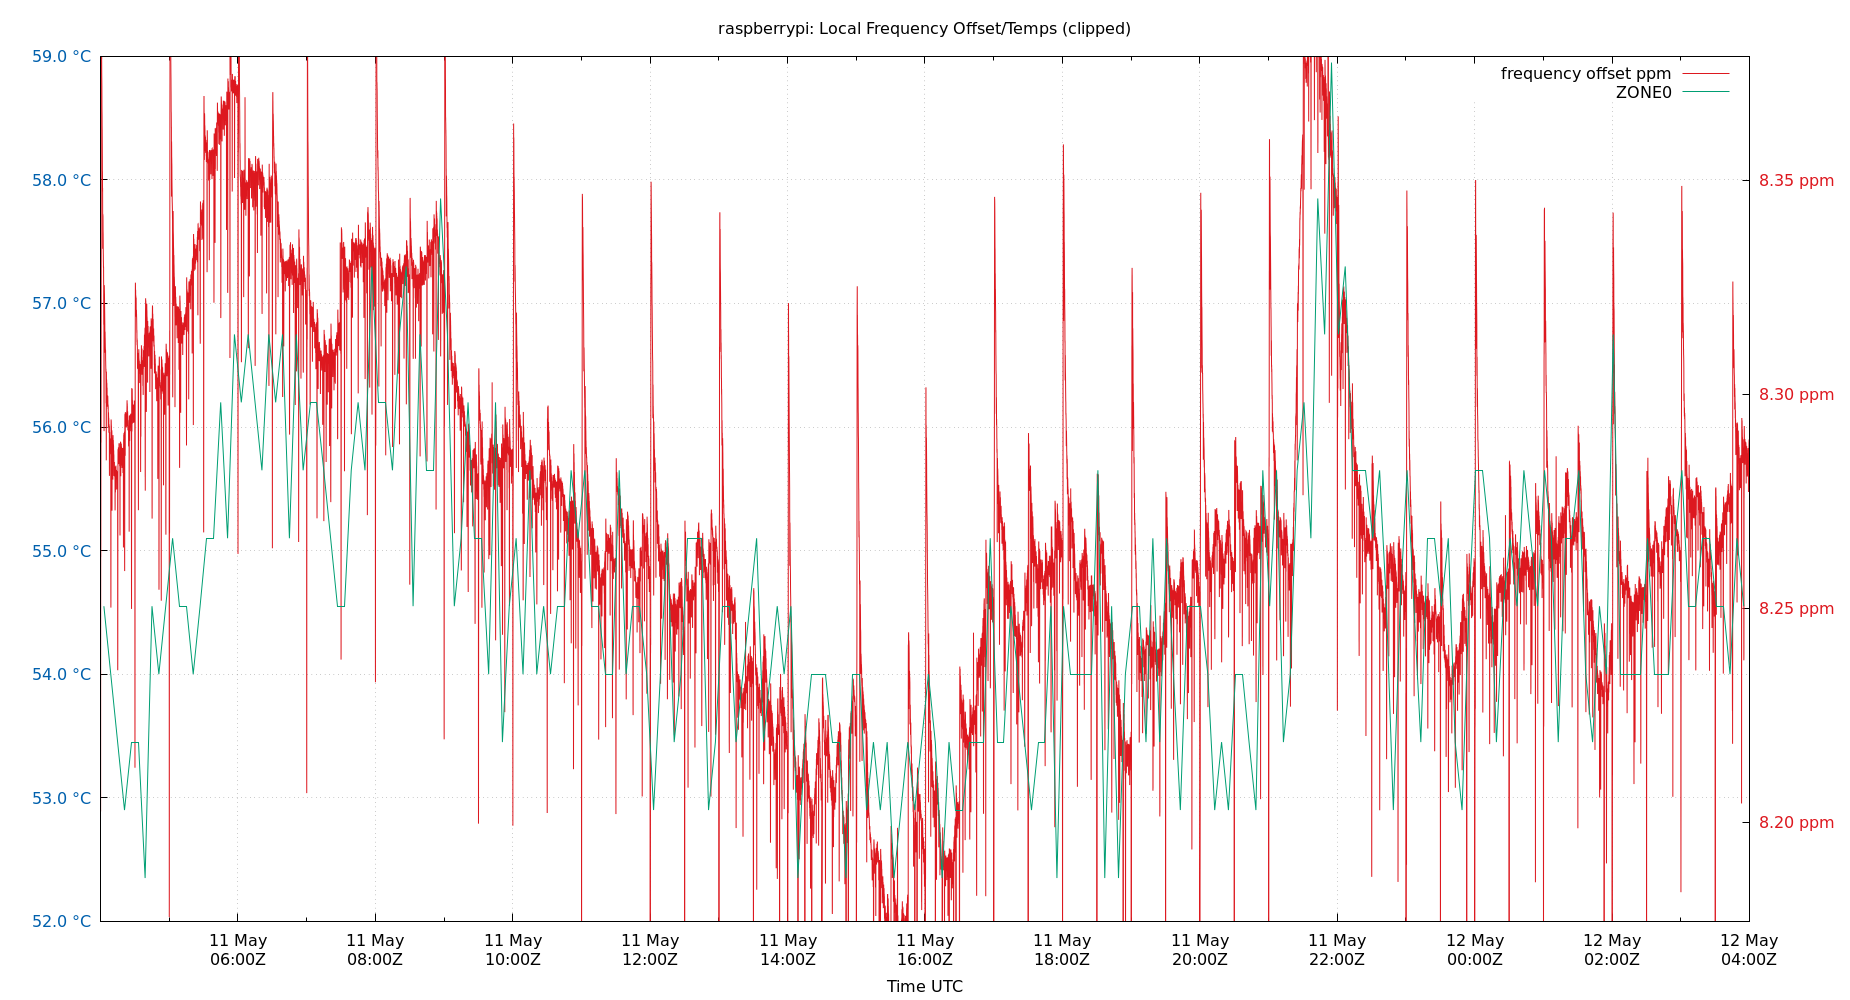 raspberrypi: Local Frequency Offset/Temps (clipped)
59.0 °C
58.0 °C
57.0 °C
56.0 °C
55.0 °C
54.0 °C
53.0 °C
52.0 °C
frequency offset ppm
ZONE0
8.35 ppm
8.30 ppm
8.25 ppm
8.20 ppm
11 May
06:00Z
11 May
08:00Z
11 May
10:00Z
11 May
12:00Z
11 May
14:00Z
11 May
16:00Z
11 May
18:00Z
11 May
20:00Z
11 May
22:00Z
12 May
00:00Z
12 May
02:00Z
12 May
04:00Z
Time UTC